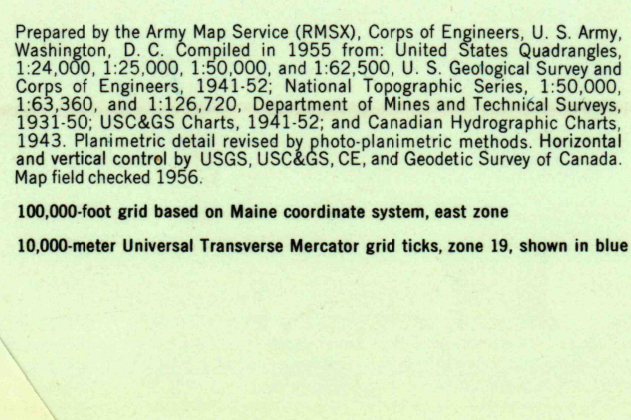 Prepared by the Army Map Service (RMSX), Corps of Engineers, U. S. Army,
Washington, D. C. Compiled in 1955 from: United States Quadrangles,
1:24,000, 1:25,000, 1:50,000, and 1:62,500, U. S. Geological Survey and
Corps of Engineers, 1941-52; National Topographic Series, 1:50,000,
1:63,360, and 1:126,720, Department of Mines and Technical Surveys,
1931-50; USC&GS Charts, 1941-52; and Canadian Hydrographic Charts,
1943. Planimetric detail revised by photo-planimetric methods. Horizontal
and vertical control by USGS, USC&GS, CE, and Geodetic Survey of Canada.
Map field checked 1956.
100,000-foot grid based on Maine coordinate system, east zone
10,000-meter Universal Transverse Mercator grid ticks, zone 19, shown in blue